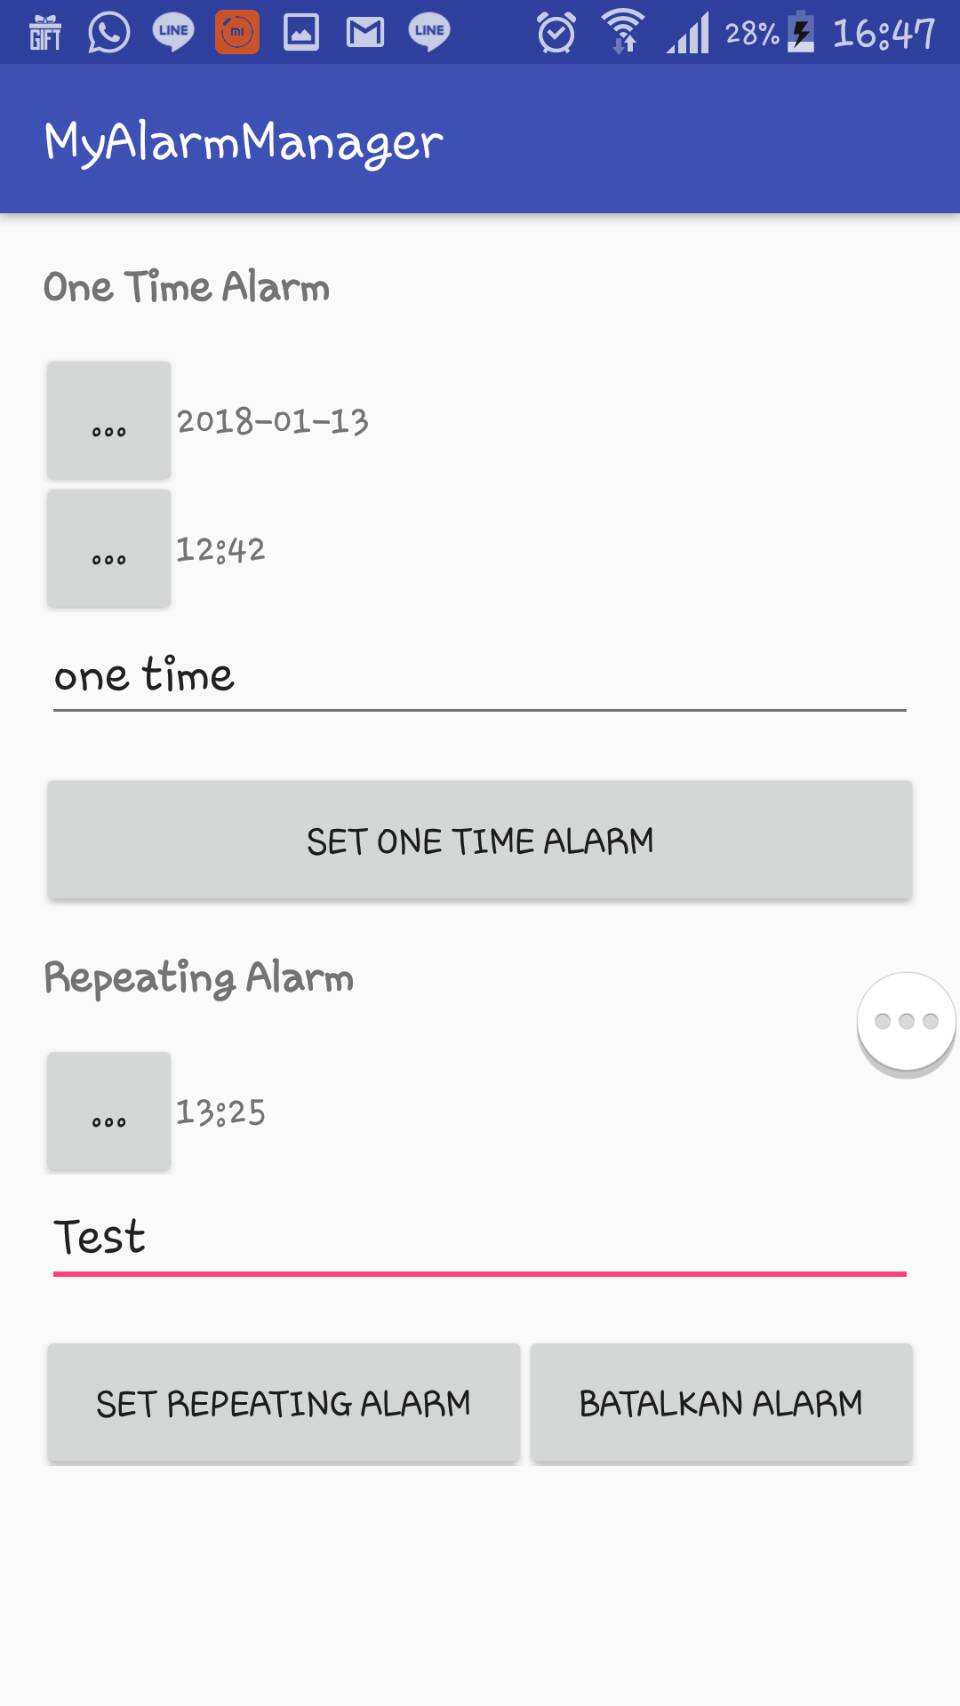 GIFT LINE mi LINE 28% 16:47
MyAlarmManager
One Time Alarm
... 2018-01-13
... 12:42
one time
SET ONE TIME ALARM
Repeating Alarm
... 13:25
Test
SET REPEATING ALARM BATALKAN ALARM